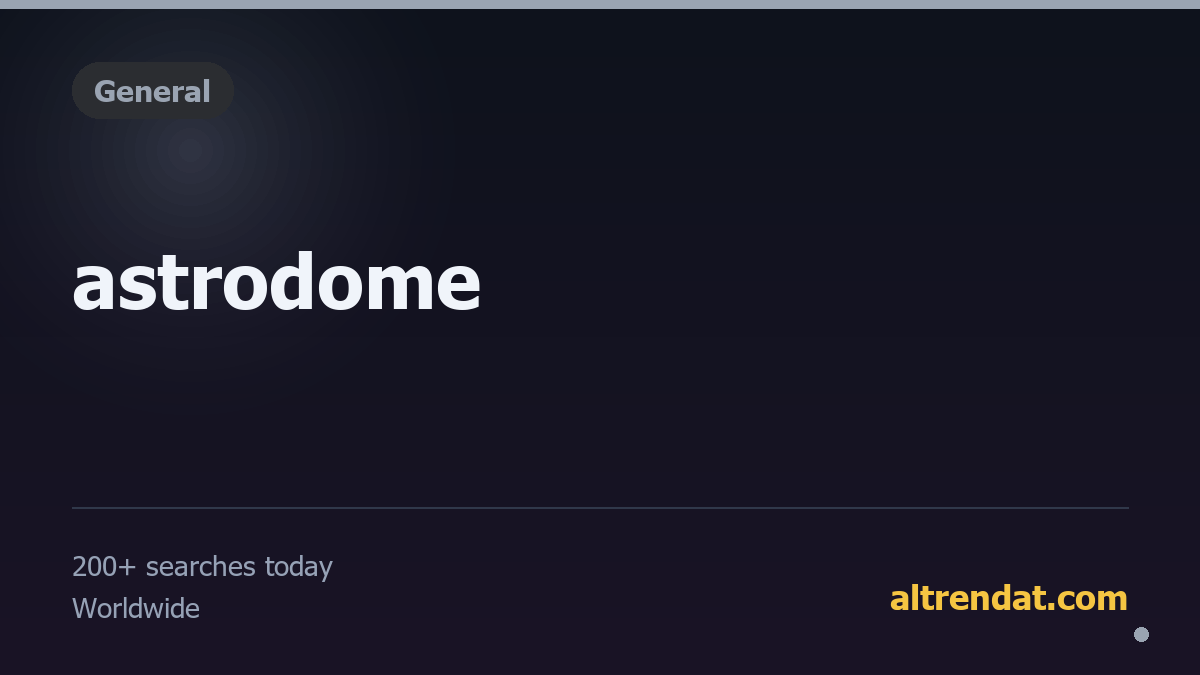 General
astrodome
200+ searches today
Worldwide
altrendat.com